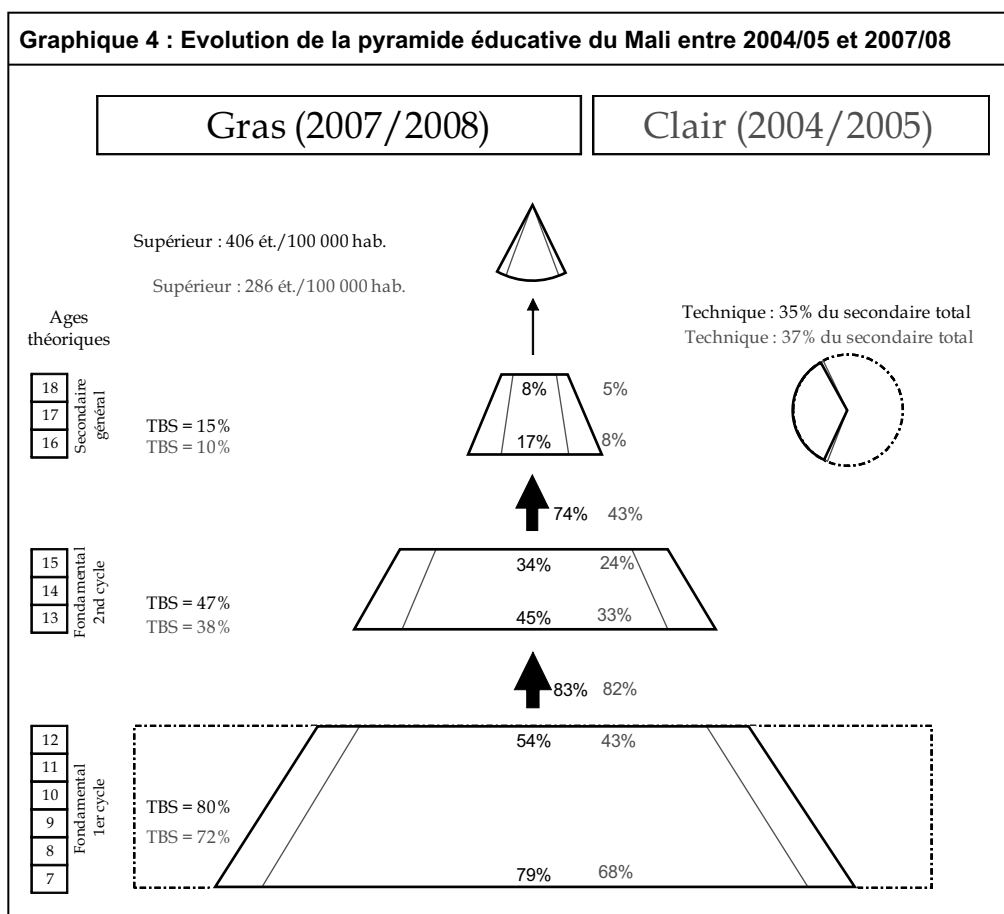 Graphique 4 : Evolution de la pyramide éducative du Mali entre 2004/05 et 2007/08
Gras (2007/2008)
Clair (2004/2005)
Supérieur : 406 ét./100 000 hab.
Supérieur : 286 ét./100 000 hab.
Technique : 35% du secondaire total
Technique : 37% du secondaire total
Ages
théoriques
18
17
16
Secondaire
général
TBS = 15%
TBS = 10%
8% 5%
17% 8%
74% 43%
15
14
13
Fondamental
2nd cycle
TBS = 47%
TBS = 38%
34% 24%
45% 33%
83% 82%
12
11
10
9
8
7
Fondamental
1er cycle
TBS = 80%
TBS = 72%
54% 43%
79% 68%